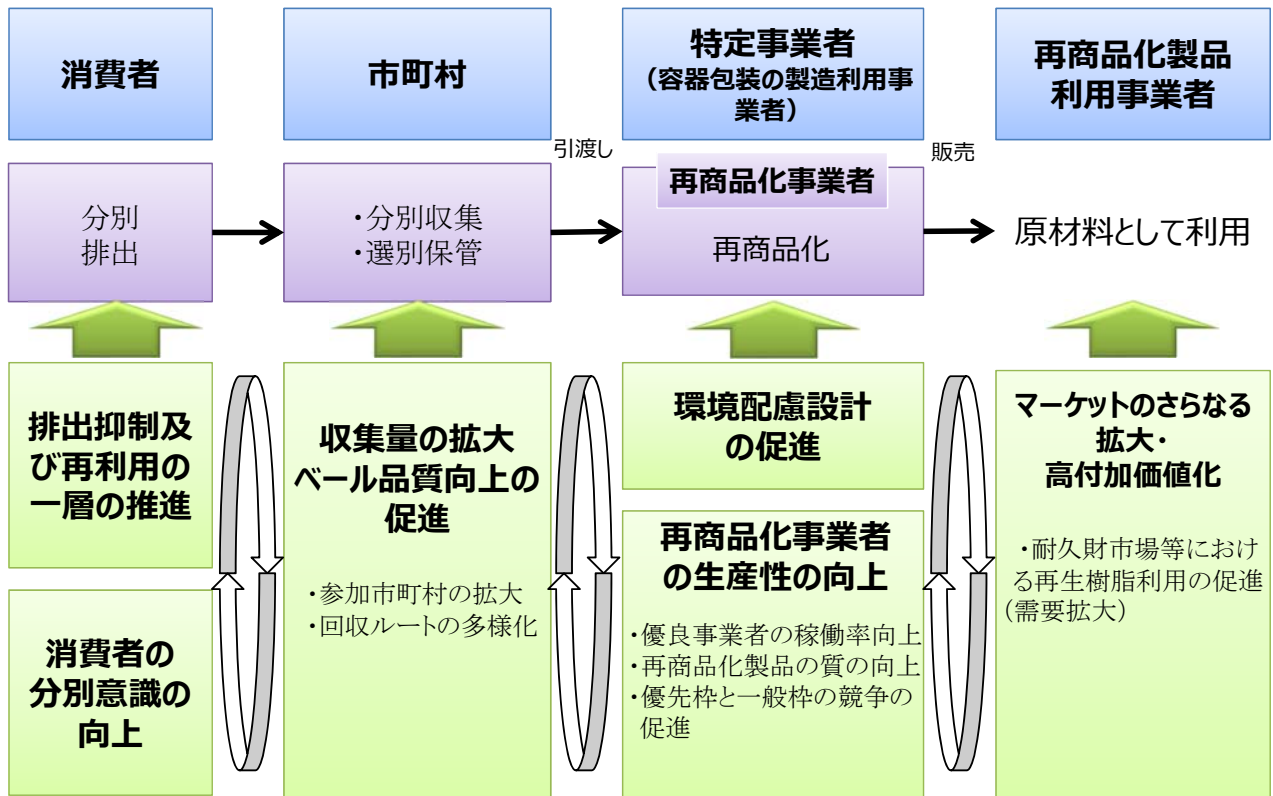 消費者
市町村
特定事業者
（容器包装の製造利用事
業者）
再商品化製品
利用事業者
引渡し
販売
分別
排出
・分別収集
・選別保管
再商品化事業者
再商品化
原材料として利用
排出抑制及
び再利用の
一層の推進
消費者の
分別意識の
向上
収集量の拡大
ベール品質向上の
促進
・参加市町村の拡大
・回収ルートの多様化
環境配慮設計
の促進
再商品化事業者
の生産性の向上
・優良事業者の稼働率向上
・再商品化製品の質の向上
・優先枠と一般枠の競争の
促進
マーケットのさらなる
拡大・
高付加価値化
・耐久財市場等におけ
る再生樹脂利用の促進
(需要拡大）